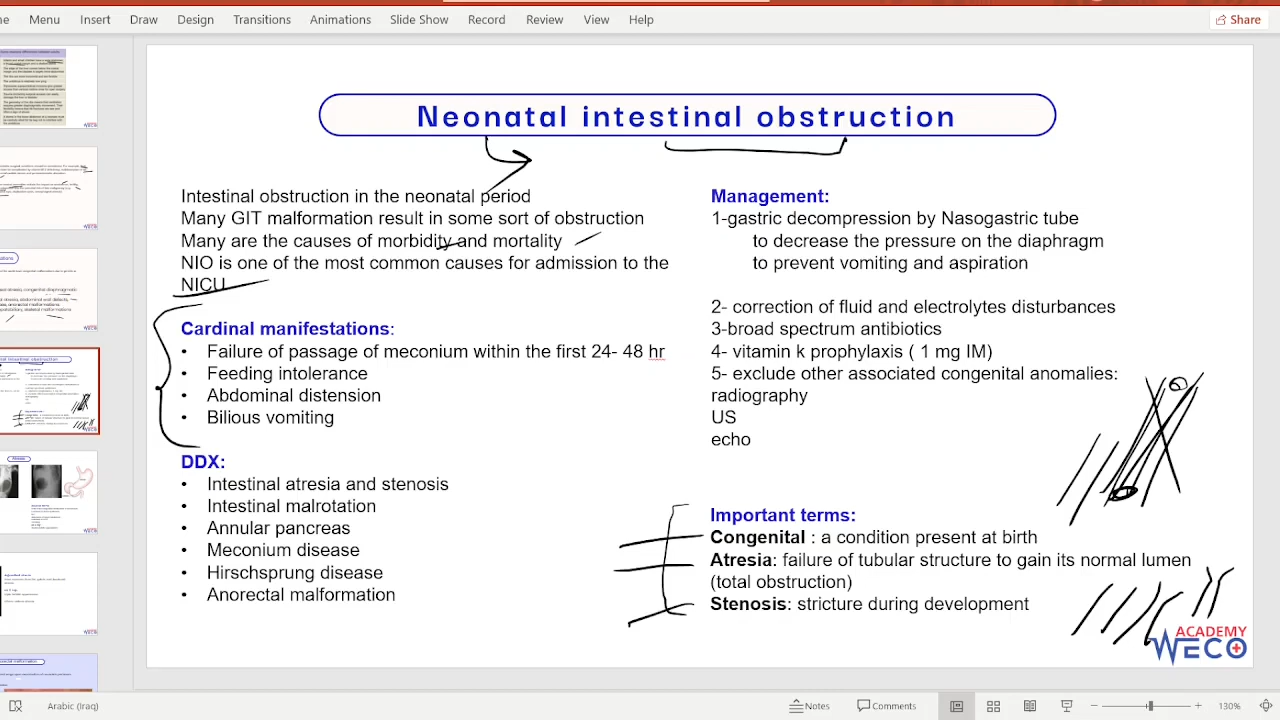 Menu Insert Draw Design Transitions Animations Slide Show Record Review View Help Share
Neonatal intestinal obstruction
Intestinal obstruction in the neonatal period
Many GIT malformation result in some sort of obstruction
Many are the causes of morbidity and mortality
NIO is one of the most common causes for admission to the
NICU
Cardinal manifestations:
• Failure of passage of meconium within the first 24- 48 hr
• Feeding intolerance
• Abdominal distension
• Bilious vomiting
DDX:
• Intestinal atresia and stenosis
• Intestinal malrotation
• Annular pancreas
• Meconium disease
• Hirschsprung disease
• Anorectal malformation
Management:
1-gastric decompression by Nasogastric tube
to decrease the pressure on the diaphragm
to prevent vomiting and aspiration
2- correction of fluid and electrolytes disturbances
3-broad spectrum antibiotics
4- vitamin k prophylaxis ( 1 mg IM)
5- exclude other associated congenital anomalies:
radiography
US
echo
Important terms:
Congenital : a condition present at birth
Atresia: failure of tubular structure to gain its normal lumen
(total obstruction)
Stenosis: stricture during development
ACADEMY
WECO
Arabic (Iraq) Notes Comments 130%